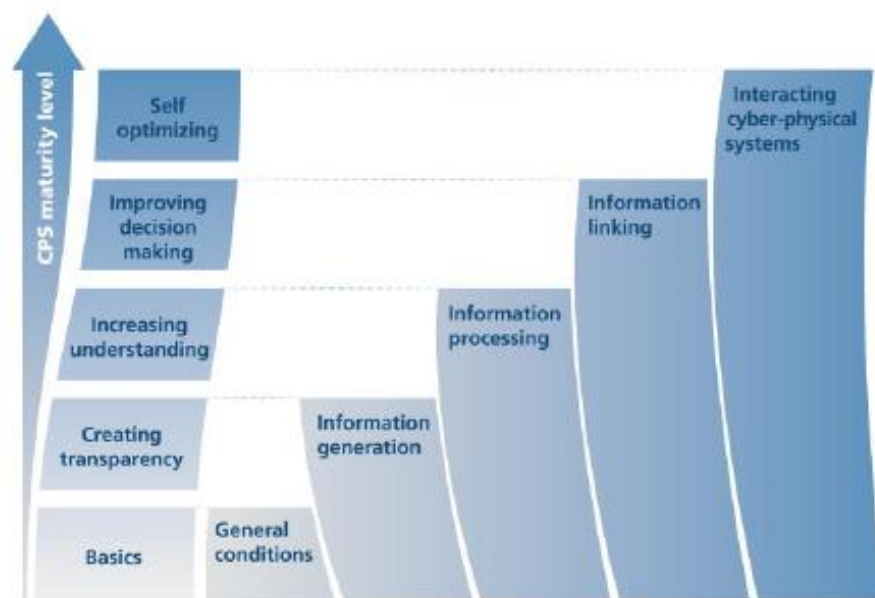 CPS maturity level
Self
optimizing
Improving
decision
making
Increasing
understanding
Creating
transparency
Basics
General
conditions
Information
generation
Information
processing
Information
linking
Interacting
cyber-physical
systems